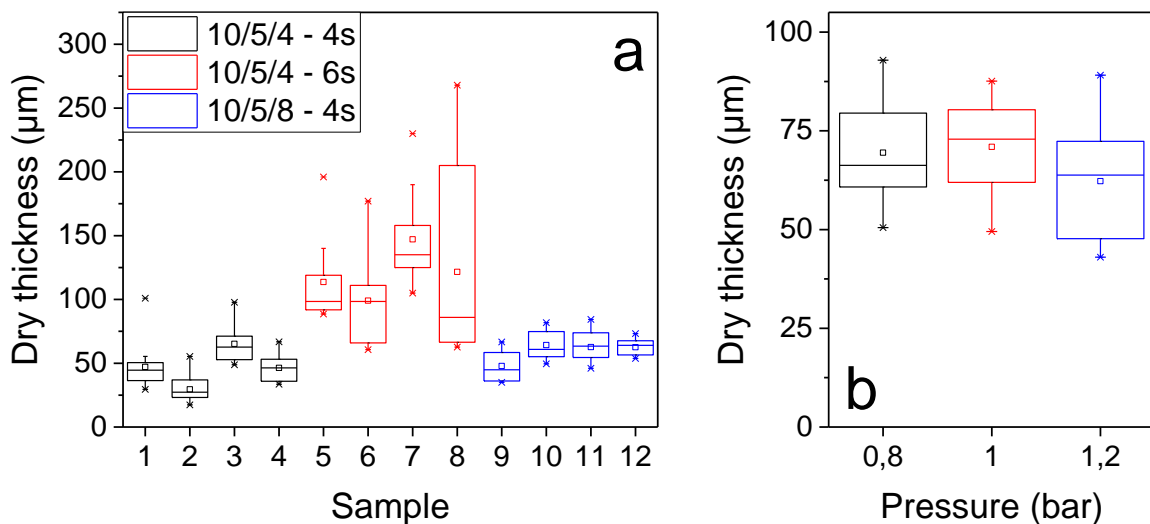 10/5/4 - 4s
10/5/4 - 6s
10/5/8 - 4s
a
Dry thickness (µm)
300
250
200
150
100
50
0
1 2 3 4 5 6 7 8 9 10 11 12
Sample
b
Dry thickness (µm)
100
75
50
25
0
0,8 1 1,2
Pressure (bar)